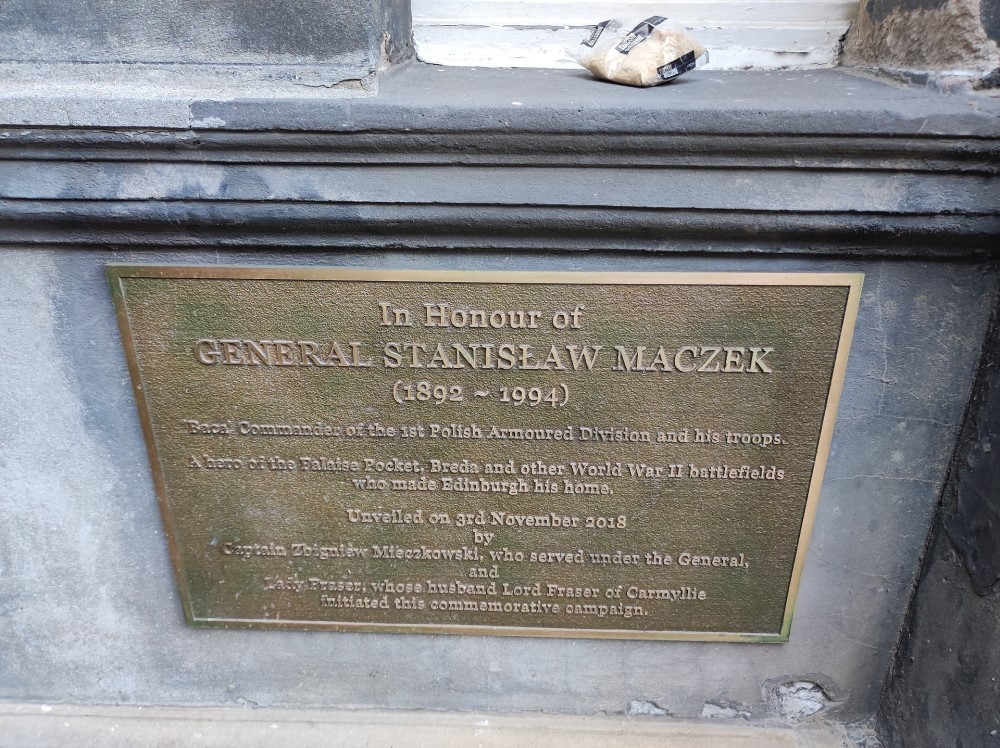 In Honour of
GENERAL STANISŁAW MACZEK
(1892 ~ 1994)
'Baca' Commander of the 1st Polish Armoured Division and his troops.
A hero of the Falaise Pocket, Breda and other World War II battlefields
who made Edinburgh his home.
Unveiled on 3rd November 2018
by
Captain Zbigniew Mieczkowski, who served under the General,
and
Lady Fraser, whose husband Lord Fraser of Carmyllie
initiated this commemorative campaign.